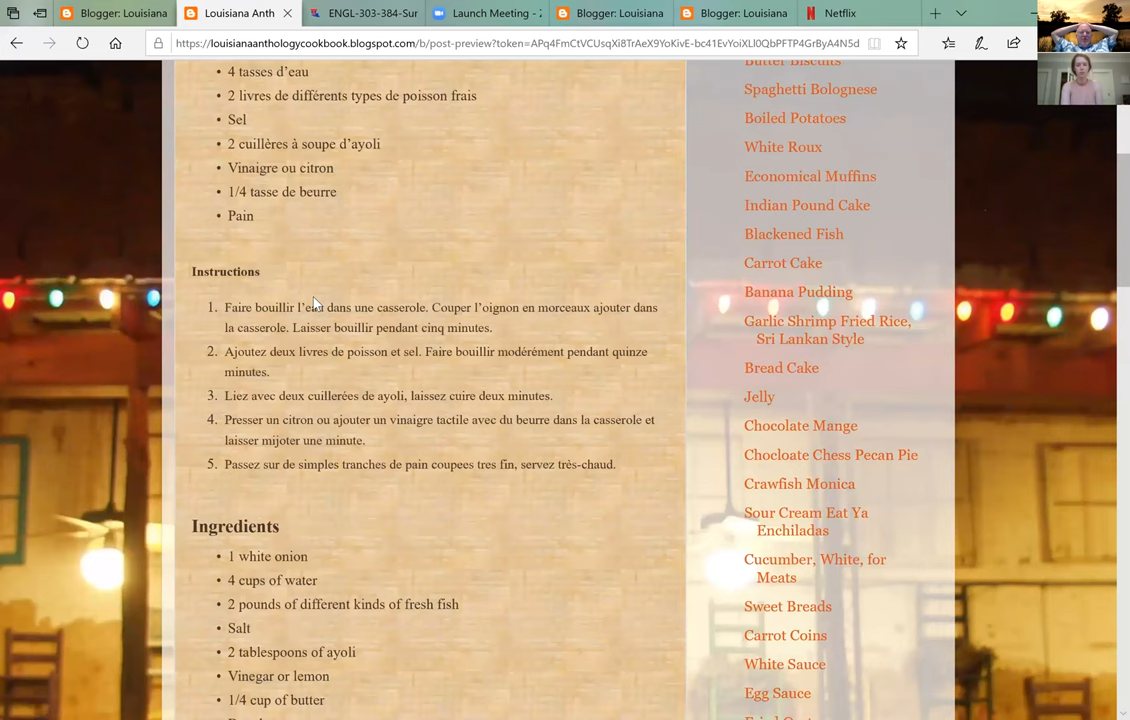 Blogger: Louisiana
Louisiana Anth
ENGL-303-384-Sur
Launch Meeting - Z
Blogger: Louisiana
Blogger: Louisiana
Netflix
https://louisianaanthologycookbook.blogspot.com/b/post-preview?token=APq4FmCtVCUsqXi8TrAeX9YoKivE-bc41EvYoiXLl0QbPFTP4GrByA4N5d
• 4 tasses d’eau
• 2 livres de différents types de poisson frais
• Sel
• 2 cuillères à soupe d’ayoli
• Vinaigre ou citron
• 1/4 tasse de beurre
• Pain
Instructions
1. Faire bouillir l’eau dans une casserole. Couper l’oignon en morceaux ajouter dans
la casserole. Laisser bouillir pendant cinq minutes.
2. Ajoutez deux livres de poisson et sel. Faire bouillir modérément pendant quinze
minutes.
3. Liez avec deux cuillerées de ayoli, laissez cuire deux minutes.
4. Presser un citron ou ajouter un vinaigre tactile avec du beurre dans la casserole et
laisser mijoter une minute.
5. Passez sur de simples tranches de pain coupees tres fin, servez très-chaud.
Ingredients
• 1 white onion
• 4 cups of water
• 2 pounds of different kinds of fresh fish
• Salt
• 2 tablespoons of ayoli
• Vinegar or lemon
• 1/4 cup of butter
Butter Biscuits
Spaghetti Bolognese
Boiled Potatoes
White Roux
Economical Muffins
Indian Pound Cake
Blackened Fish
Carrot Cake
Banana Pudding
Garlic Shrimp Fried Rice,
Sri Lankan Style
Bread Cake
Jelly
Chocolate Mange
Chocloate Chess Pecan Pie
Crawfish Monica
Sour Cream Eat Ya
Enchiladas
Cucumber, White, for
Meats
Sweet Breads
Carrot Coins
White Sauce
Egg Sauce